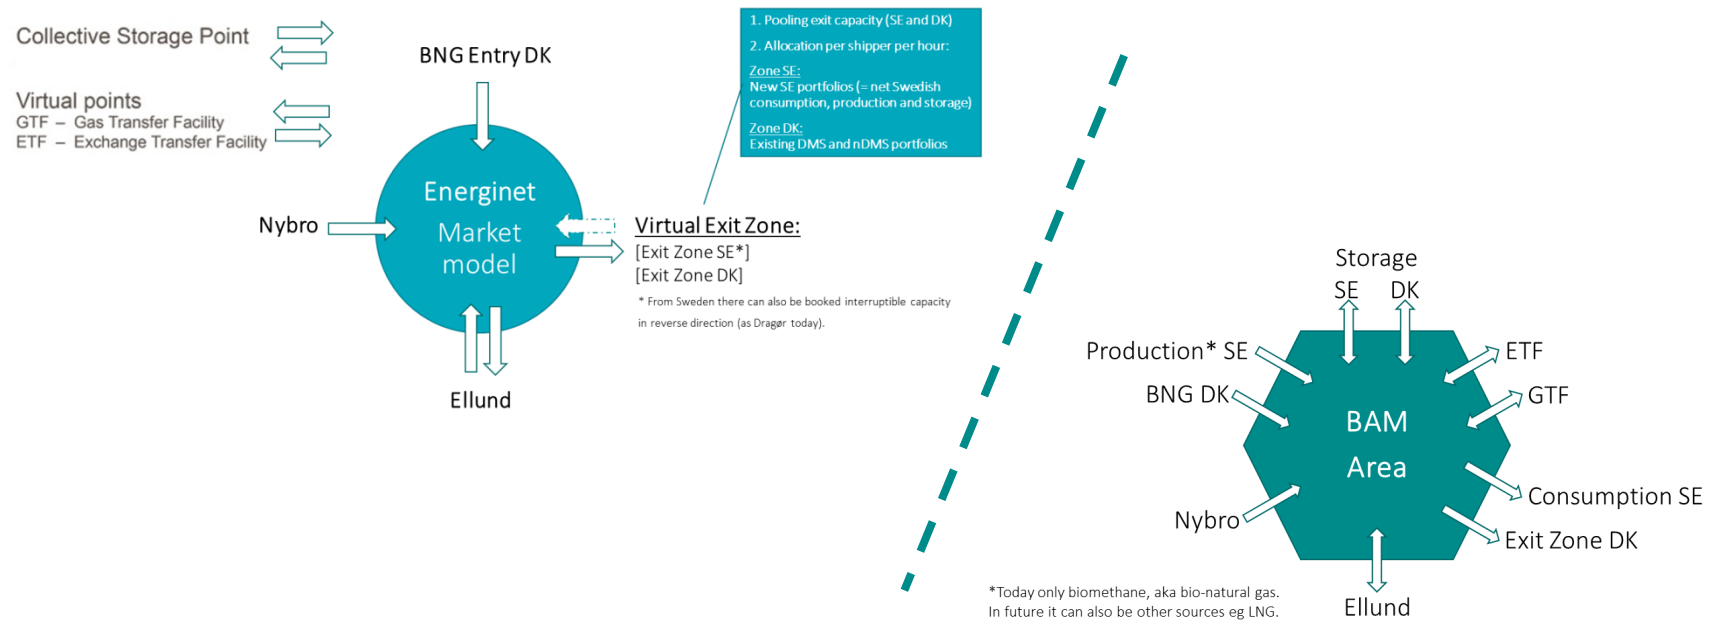 Collective Storage Point
Virtual points
GTF – Gas Transfer Facility
ETF – Exchange Transfer Facility
BNG Entry DK
Nybro
Energinet
Market
model
Ellund
1. Pooling exit capacity (SE and DK)
2. Allocation per shipper per hour:
Zone SE:
New SE portfolios (= net Swedish
consumption, production and storage)
Zone DK:
Existing DMS and nDMS portfolios
Virtual Exit Zone:
[Exit Zone SE*]
[Exit Zone DK]
* From Sweden there can also be booked interruptible capacity
in reverse direction (as Dragør today).
Storage
SE DK
Production* SE
BNG DK
Nybro
BAM
Area
ETF
GTF
Consumption SE
Exit Zone DK
Ellund
*Today only biomethane, aka bio-natural gas.
In future it can also be other sources eg LNG.